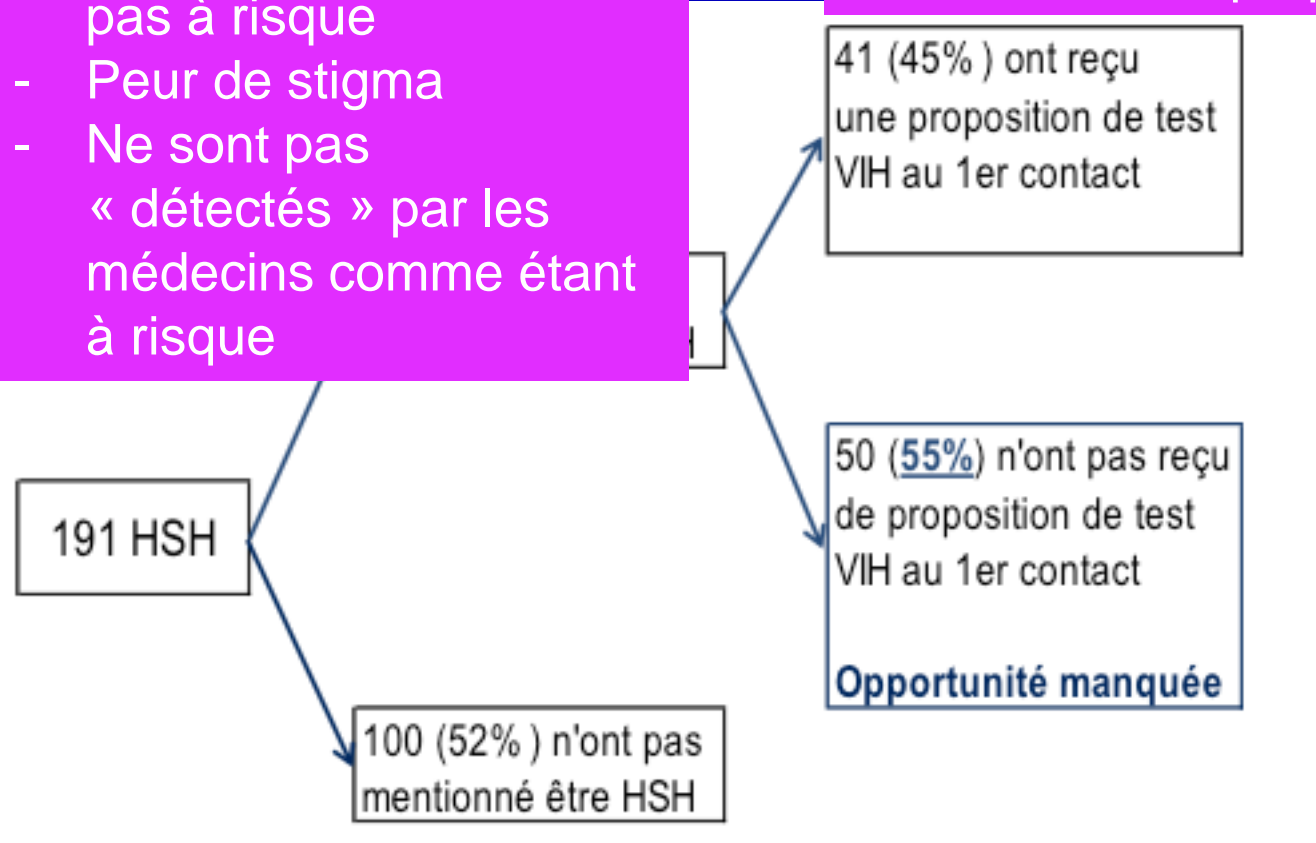 pas à risque
- Peur de stigma
- Ne sont pas
« détectés » par les
médecins comme étant
à risque
41 (45% ) ont reçu
une proposition de test
VIH au 1er contact
50 (55%) n'ont pas reçu
de proposition de test
VIH au 1er contact
Opportunité manquée
191 HSH
100 (52% ) n'ont pas
mentionné être HSH